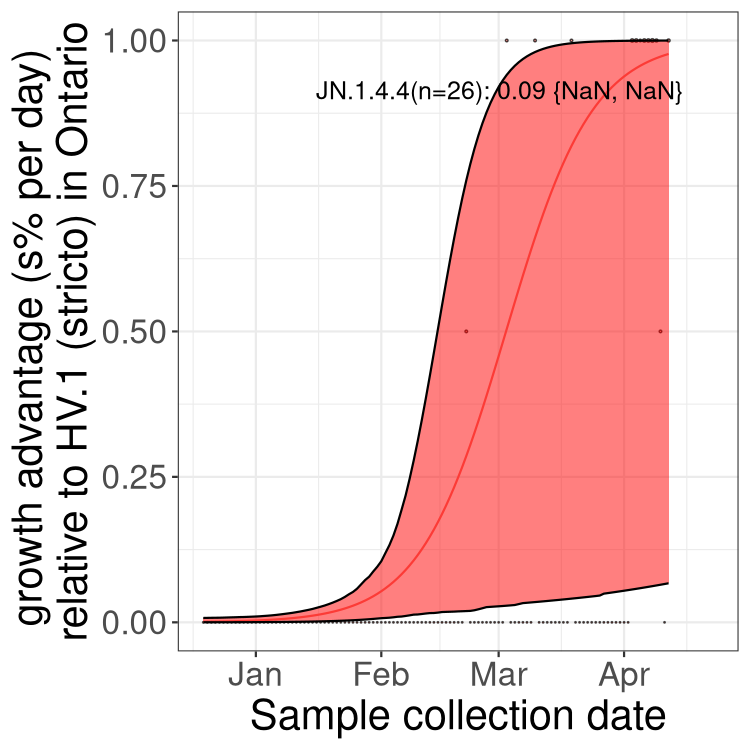 growth advantage (s% per day)
relative to HV.1 (stricto) in Ontario
1.00
0.75
0.50
0.25
0.00
JN.1.4.4(n=26): 0.09 {NaN, NaN}
Jan Feb Mar Apr
Sample collection date